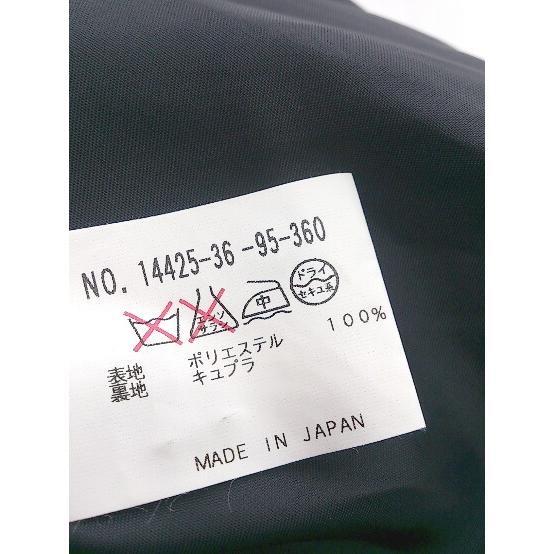 NO. 14425-36-95-360
エンソ サラシ 中 ドライ セキユ系
表地 ポリエステル 100%
裏地 キュプラ
MADE IN JAPAN